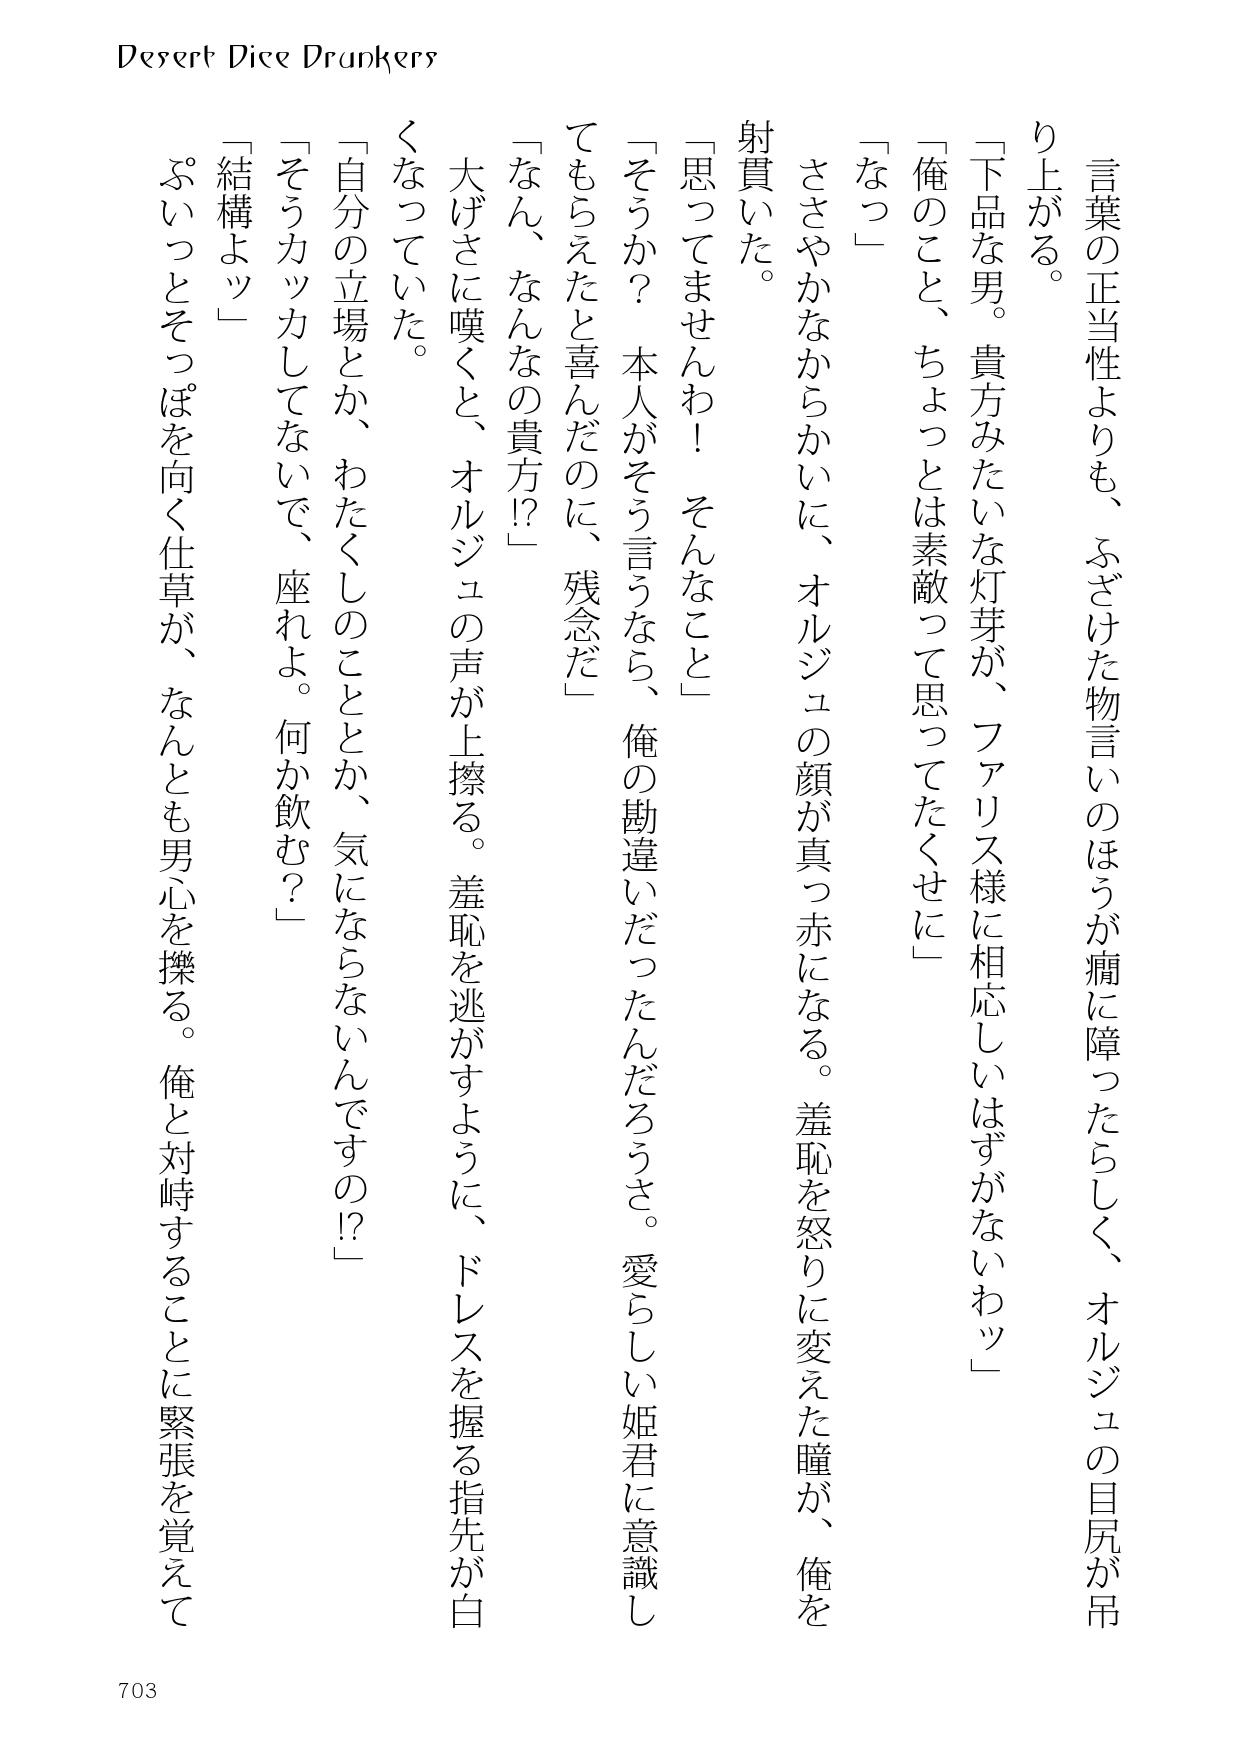 Desert Dice Drunkers
　言葉の正当性よりも、ふざけた物言いのほうが癇に障ったらしく、オルジュの目尻が吊
り上がる。
「下品な男。貴方みたいな灯芽が、ファリス様に相応しいはずがないわッ」
「俺のこと、ちょっとは素敵って思ってたくせに」
「なっ」
　ささやかなからかいに、オルジュの顔が真っ赤になる。羞恥を怒りに変えた瞳が、俺を
射貫いた。
「思ってませんわ！　そんなこと」
「そうか？　本人がそう言うなら、俺の勘違いだったんだろうさ。愛らしい姫君に意識し
てもらえたと喜んだのに、残念だ」
「なん、なんなの貴方!?」
　大げさに嘆くと、オルジュの声が上擦る。羞恥を逃がすように、ドレスを握る指先が白
くなっていた。
「自分の立場とか、わたくしのこととか、気にならないんですの!?」
「そうカッカしてないで、座れよ。何か飲む？」
「結構よッ」
　ぷいっとそっぽを向く仕草が、なんとも男心を擽る。俺と対峙することに緊張を覚えて
703